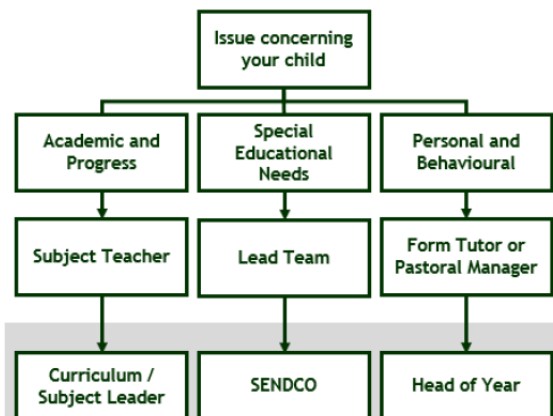 Issue concerning
your child
Academic and
Progress
Special
Educational
Needs
Personal and
Behavioural
Subject Teacher
Lead Team
Form Tutor or
Pastoral Manager
Curriculum /
Subject Leader
SENDCO
Head of Year